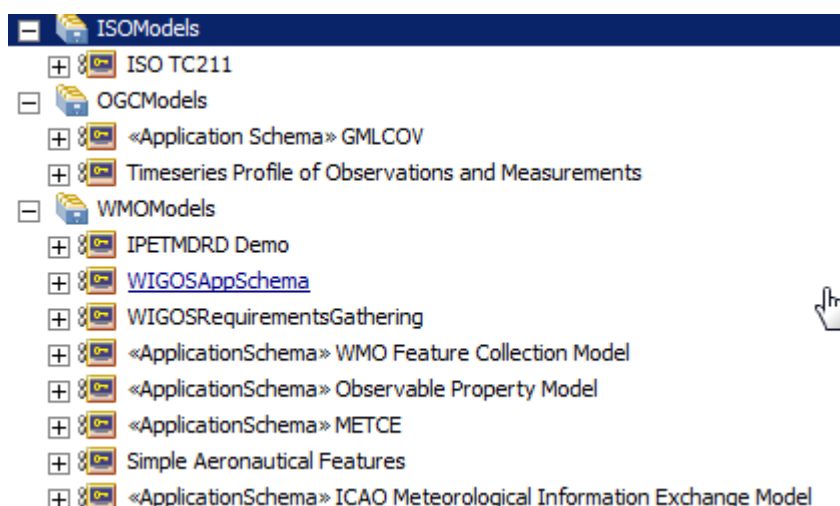 ISOModels
ISO TC211
OGCModels
«Application Schema» GMLCOV
Timeseries Profile of Observations and Measurements
WMOModels
IPETMDRD Demo
WIGOSAppSchema
WIGOSRequirementsGathering
«ApplicationSchema» WMO Feature Collection Model
«ApplicationSchema» Observable Property Model
«ApplicationSchema» METCE
Simple Aeronautical Features
«ApplicationSchema» ICAO Meteorological Information Exchange Model